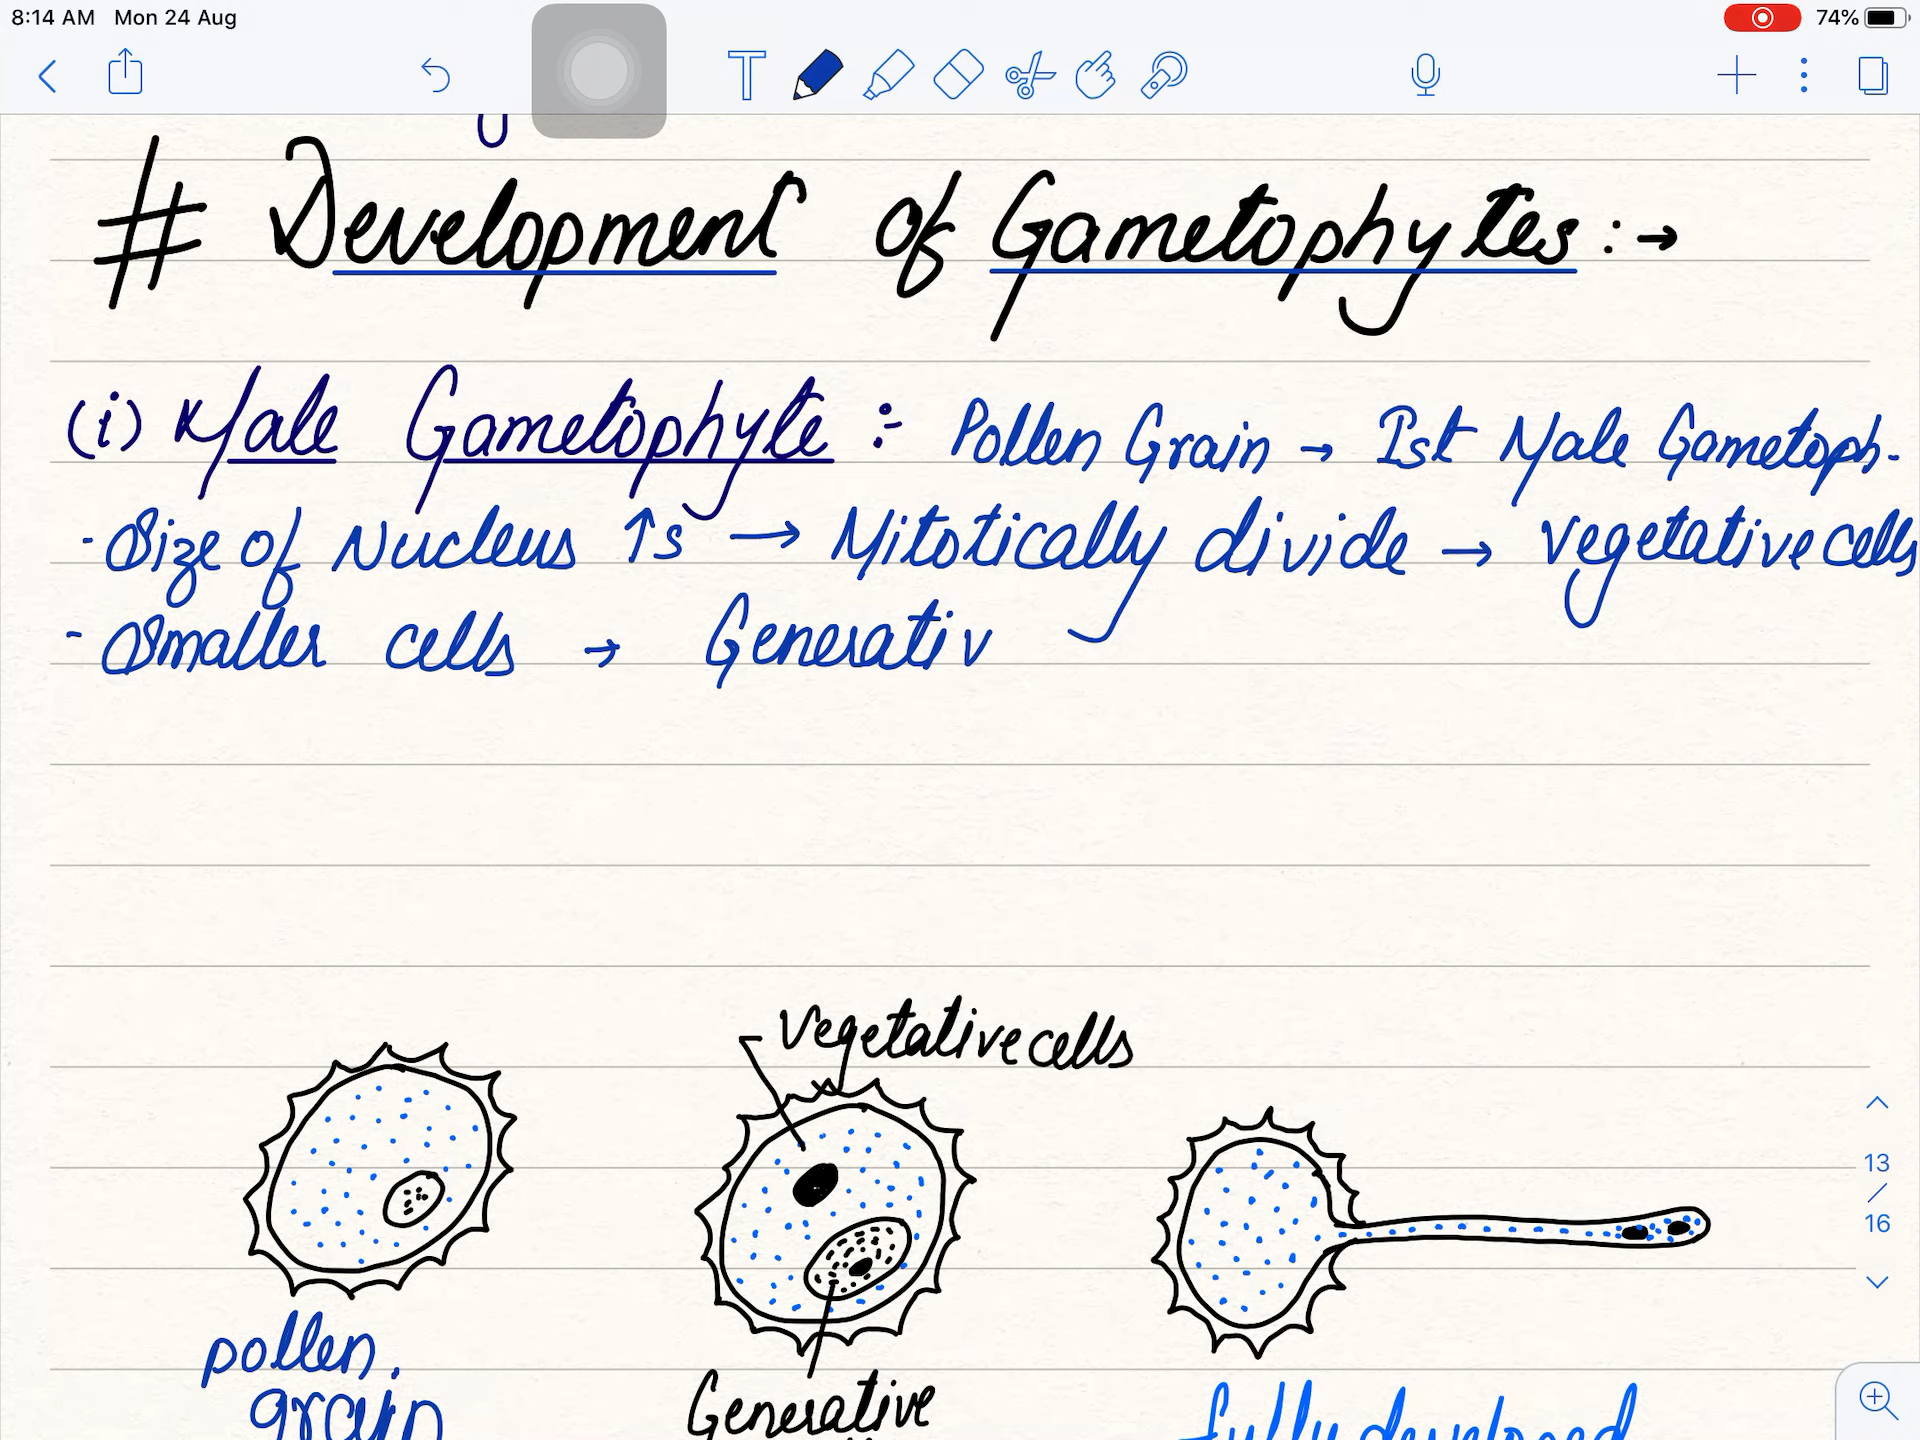 8:14 AM Mon 24 Aug
74%
T
# Development of Gametophytes :→
(i) Male Gametophyte :- Pollen Grain → Ist Male Gametoph.
- Size of Nucleus ↑s → Mitotically divide → vegetative cells
- Smaller cells → Generativ
vegetative cells
13
/
16
pollen.
grain
Generative
fully developed